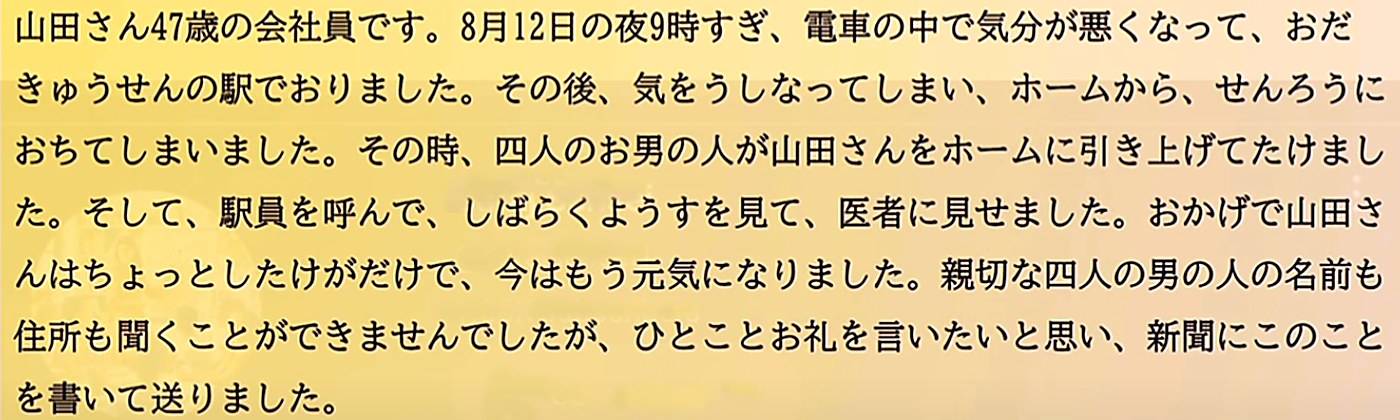 山田さん47歳の会社員です。8月12日の夜9時すぎ、電車の中で気分が悪くなって、おだ
きゅうせんの駅でおりました。その後、気をうしなってしまい、ホームから、せんろうに
おちてしまいました。その時、四人のお男の人が山田さんをホームに引き上げてたけまし
た。そして、駅員を呼んで、しばらくようすを見て、医者に見せました。おかげで山田さ
んはちょっとしたけがだけで、今はもう元気になりました。親切な四人の男の人の名前も
住所も聞くことができませんでしたが、ひとことお礼を言いたいと思い、新聞にこのこと
を書いて送りました。